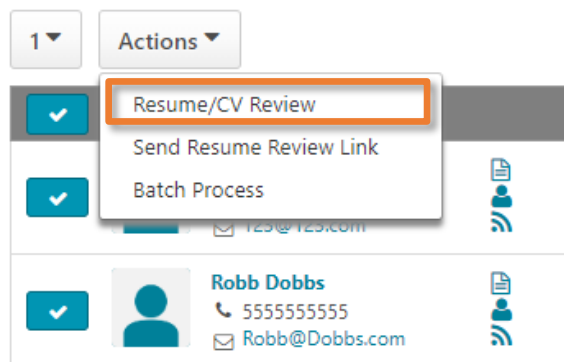 1 Actions
Resume/CV Review
Send Resume Review Link
Batch Process
123@123.com
Robb Dobbs
5555555555
Robb@Dobbs.com